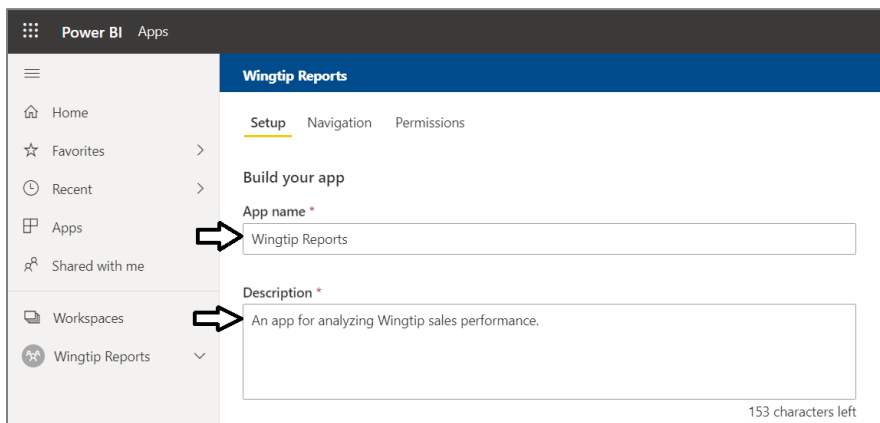 Power BI Apps
Wingtip Reports
Home
Favorites
Recent
Apps
Shared with me
Workspaces
Wingtip Reports
Setup Navigation Permissions
Build your app
App name *
Wingtip Reports
Description *
An app for analyzing Wingtip sales performance.
153 characters left